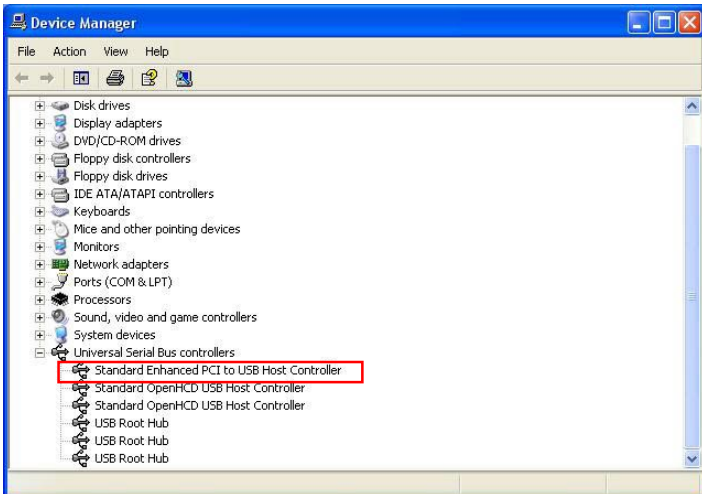 Device Manager
File Action View Help
Disk drives
Display adapters
DVD/CD-ROM drives
Floppy disk controllers
Floppy disk drives
IDE ATA/ATAPI controllers
Keyboards
Mice and other pointing devices
Monitors
Network adapters
Ports (COM & LPT)
Processors
Sound, video and game controllers
System devices
Universal Serial Bus controllers
Standard Enhanced PCI to USB Host Controller
Standard OpenHCD USB Host Controller
Standard OpenHCD USB Host Controller
USB Root Hub
USB Root Hub
USB Root Hub